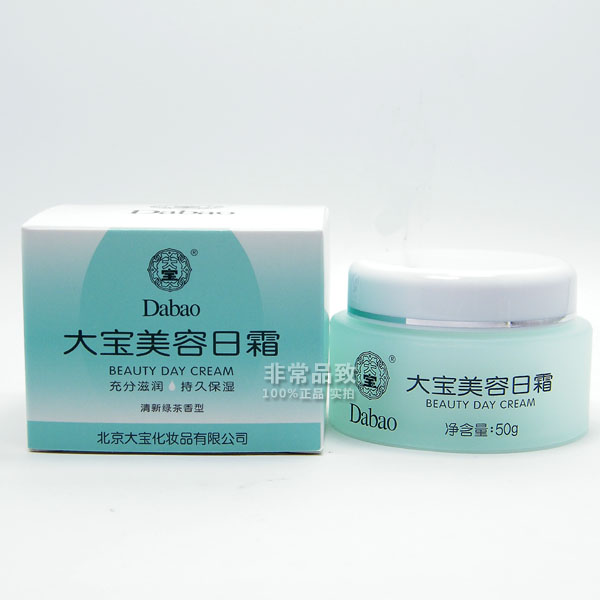 Dabao
宝
®
Dabao
大宝美容日霜
BEAUTY DAY CREAM
充分滋润 持久保湿
清新绿茶香型
北京大宝化妆品有限公司
非常品致
100%正品 实拍
宝
®
Dabao
大宝美容日霜
BEAUTY DAY CREAM
净含量:50g